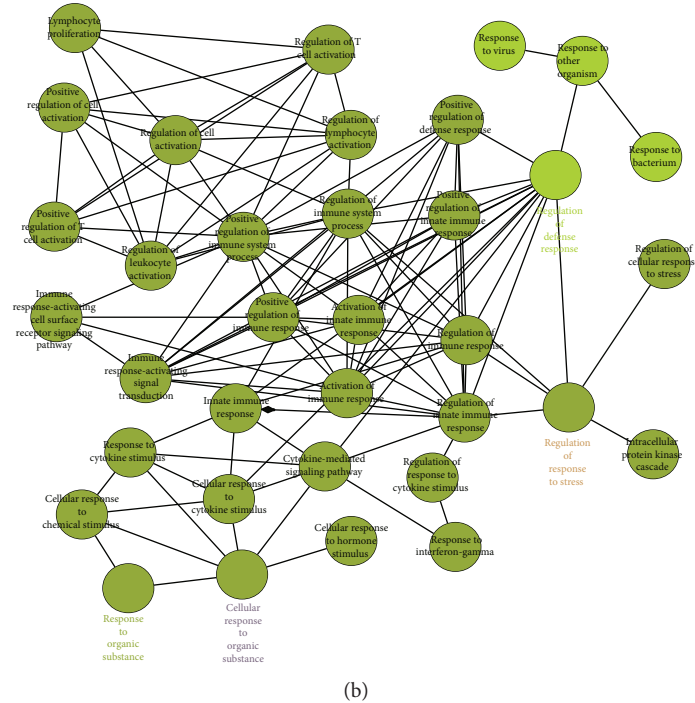 Lymphocyte
proliferation
Regulation of T
cell activation
Response
to virus
Response to
other
organism
Positive
regulation of cell
activation
Regulation of cell
activation
Regulation of
lymphocyte
activation
Positive
regulation of
defense response
Response to
bacterium
Positive
regulation of T
cell activation
Regulation of
leukocyte
activation
Positive
regulation of
immune system
process
Regulation of
immune system
process
Positive
regulation of
innate immune
response
Regulation
of
defense
response
Regulation of
cellular respons
to stress
Immune
response-activating
cell surface
receptor signaling
pathway
Positive
regulation of
immune response
Activation of
innate immune
response
Regulation of
immune response
Immune
response-activating
signal
transduction
Innate immune
response
Activation of
immune response
Regulation of
innate immune
response
Regulation
of
response
to stress
Intracellular
protein kinase
cascade
Response to
cytokine stimulus
Cytokine-mediated
signaling pathway
Regulation of
response to
cytokine stimulus
Cellular response
to
chemical stimulus
Cellular response
to
cytokine stimulus
Cellular response
to hormone
stimulus
Response to
interferon-gamma
Response
to
organic
substance
Cellular
response
to
organic
substance
(b)